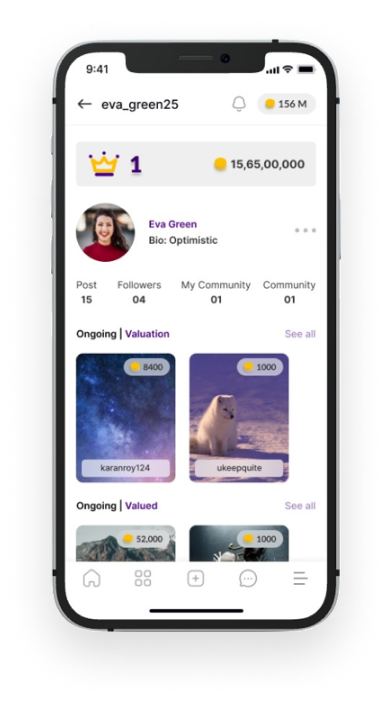 9:41
eva_green25
156 M
1
15,65,00,000
Eva Green
Bio: Optimistic
Post Followers My Community Community
15 04 01 01
Ongoing | Valuation See all
8400 1000
karanroy124 ukeepquite
Ongoing | Valued See all
52,000 1000